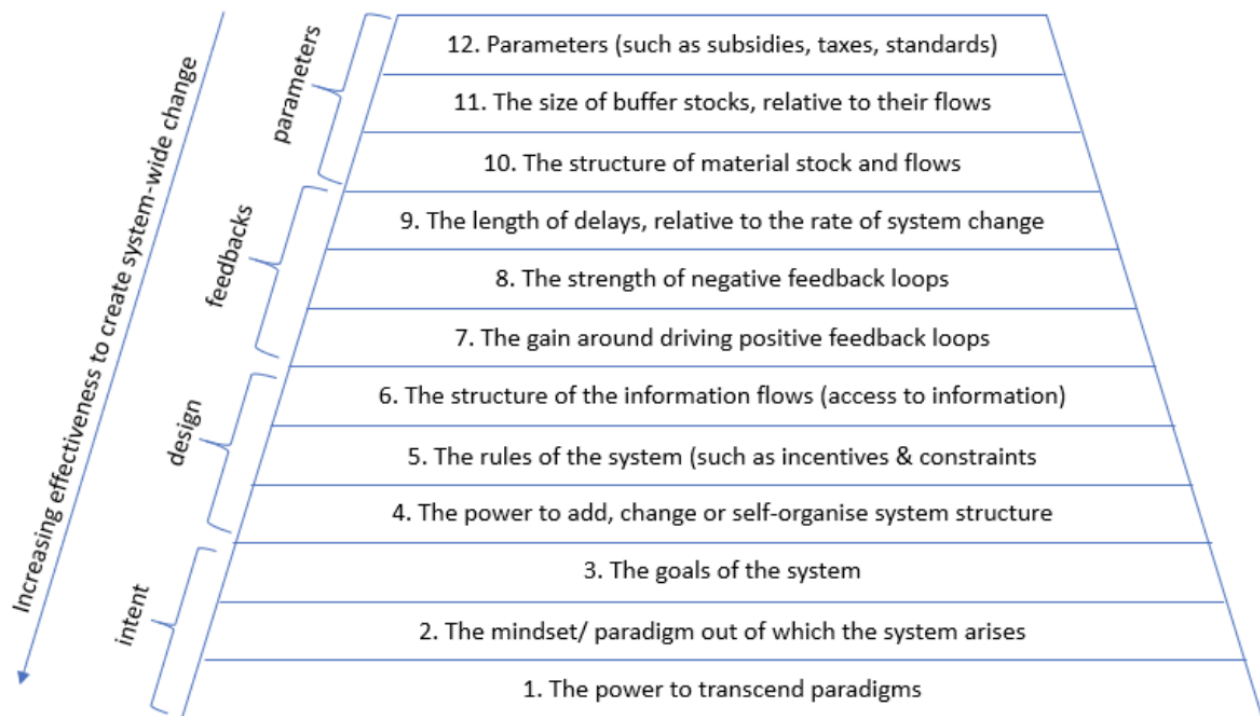 Increasing effectiveness to create system-wide change
parameters
12. Parameters (such as subsidies, taxes, standards)
11. The size of buffer stocks, relative to their flows
10. The structure of material stock and flows
feedbacks
9. The length of delays, relative to the rate of system change
8. The strength of negative feedback loops
7. The gain around driving positive feedback loops
design
6. The structure of the information flows (access to information)
5. The rules of the system (such as incentives & constraints
4. The power to add, change or self-organise system structure
intent
3. The goals of the system
2. The mindset/ paradigm out of which the system arises
1. The power to transcend paradigms